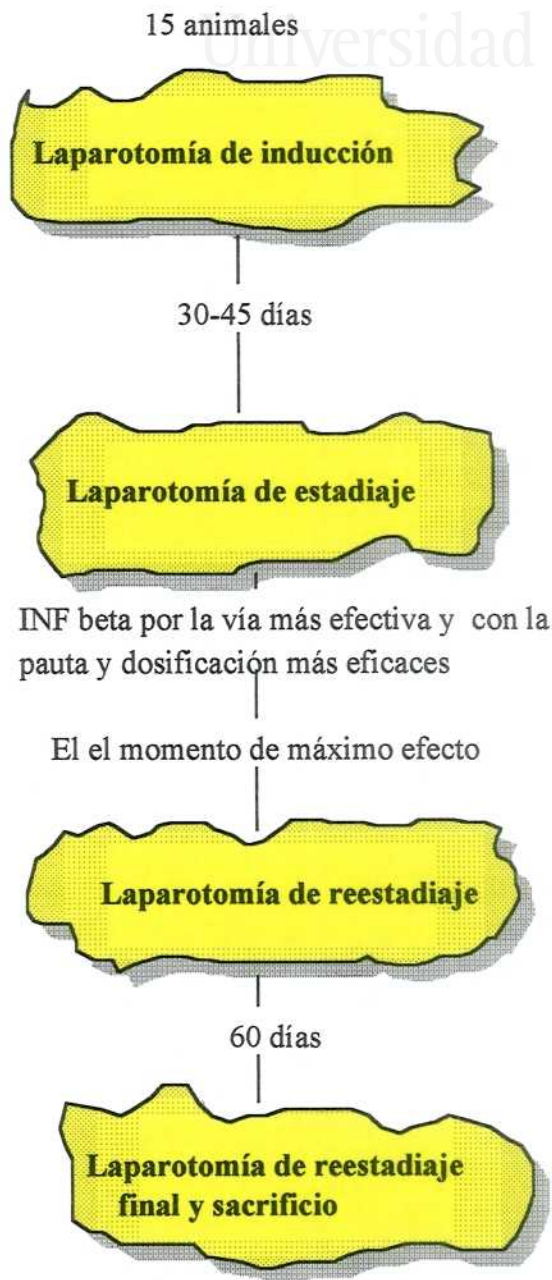 Universidad
15 animales
Laparotomía de inducción
30-45 días
Laparotomía de estadiaje
INF beta por la vía más efectiva y con la
pauta y dosificación más eficaces
El el momento de máximo efecto
Laparotomía de reestadiaje
60 días
Laparotomía de reestadiaje
final y sacrificio